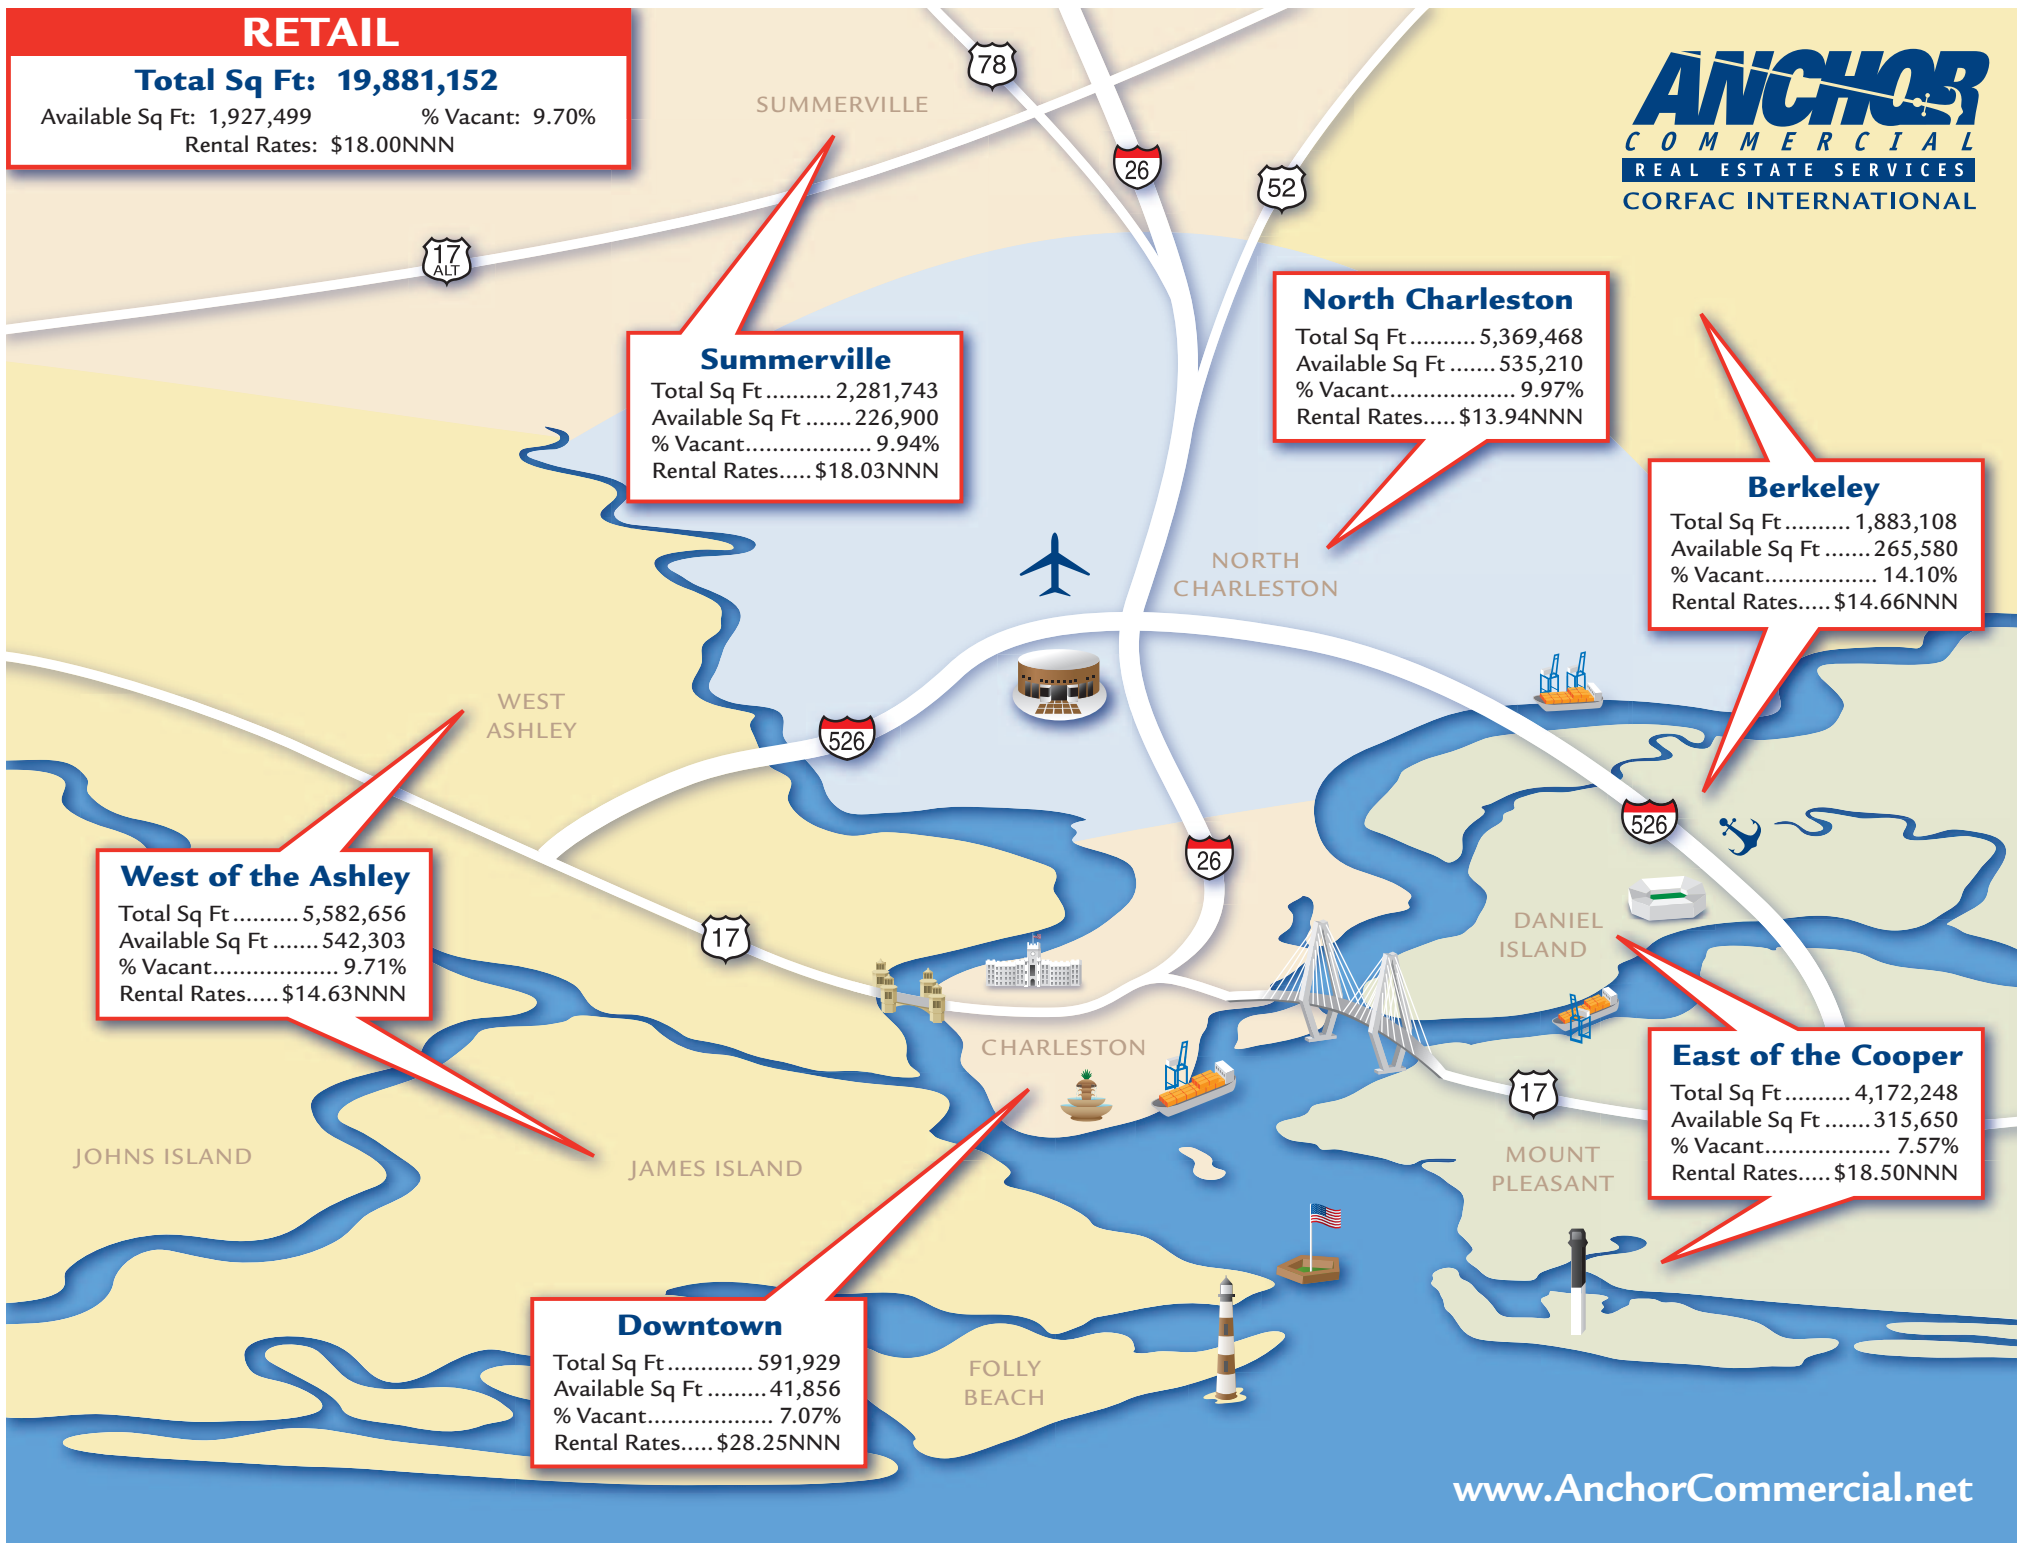 RETAIL
Total Sq Ft: 19,881,152
Available Sq Ft: 1,927,499 % Vacant: 9.70%
Rental Rates: $18.00NNN
ANCHOR
COMMERCIAL
REAL ESTATE SERVICES
CORFAC INTERNATIONAL
78
SUMMERVILLE
26
52
17
ALT
North Charleston
Total Sq Ft.......... 5,369,468
Available Sq Ft ....... 535,210
% Vacant................... 9.97%
Rental Rates..... $13.94NNN
Summerville
Total Sq Ft.......... 2,281,743
Available Sq Ft ....... 226,900
% Vacant................... 9.94%
Rental Rates..... $18.03NNN
Berkeley
Total Sq Ft.......... 1,883,108
Available Sq Ft ....... 265,580
% Vacant................. 14.10%
Rental Rates..... $14.66NNN
NORTH
CHARLESTON
WEST
ASHLEY
526
526
26
West of the Ashley
Total Sq Ft.......... 5,582,656
Available Sq Ft ....... 542,303
% Vacant................... 9.71%
Rental Rates..... $14.63NNN
17
DANIEL
ISLAND
CHARLESTON
East of the Cooper
Total Sq Ft.......... 4,172,248
Available Sq Ft ....... 315,650
% Vacant................... 7.57%
Rental Rates..... $18.50NNN
17
JOHNS ISLAND
JAMES ISLAND
MOUNT
PLEASANT
Downtown
Total Sq Ft............. 591,929
Available Sq Ft ......... 41,856
% Vacant................... 7.07%
Rental Rates..... $28.25NNN
FOLLY
BEACH
www.AnchorCommercial.net